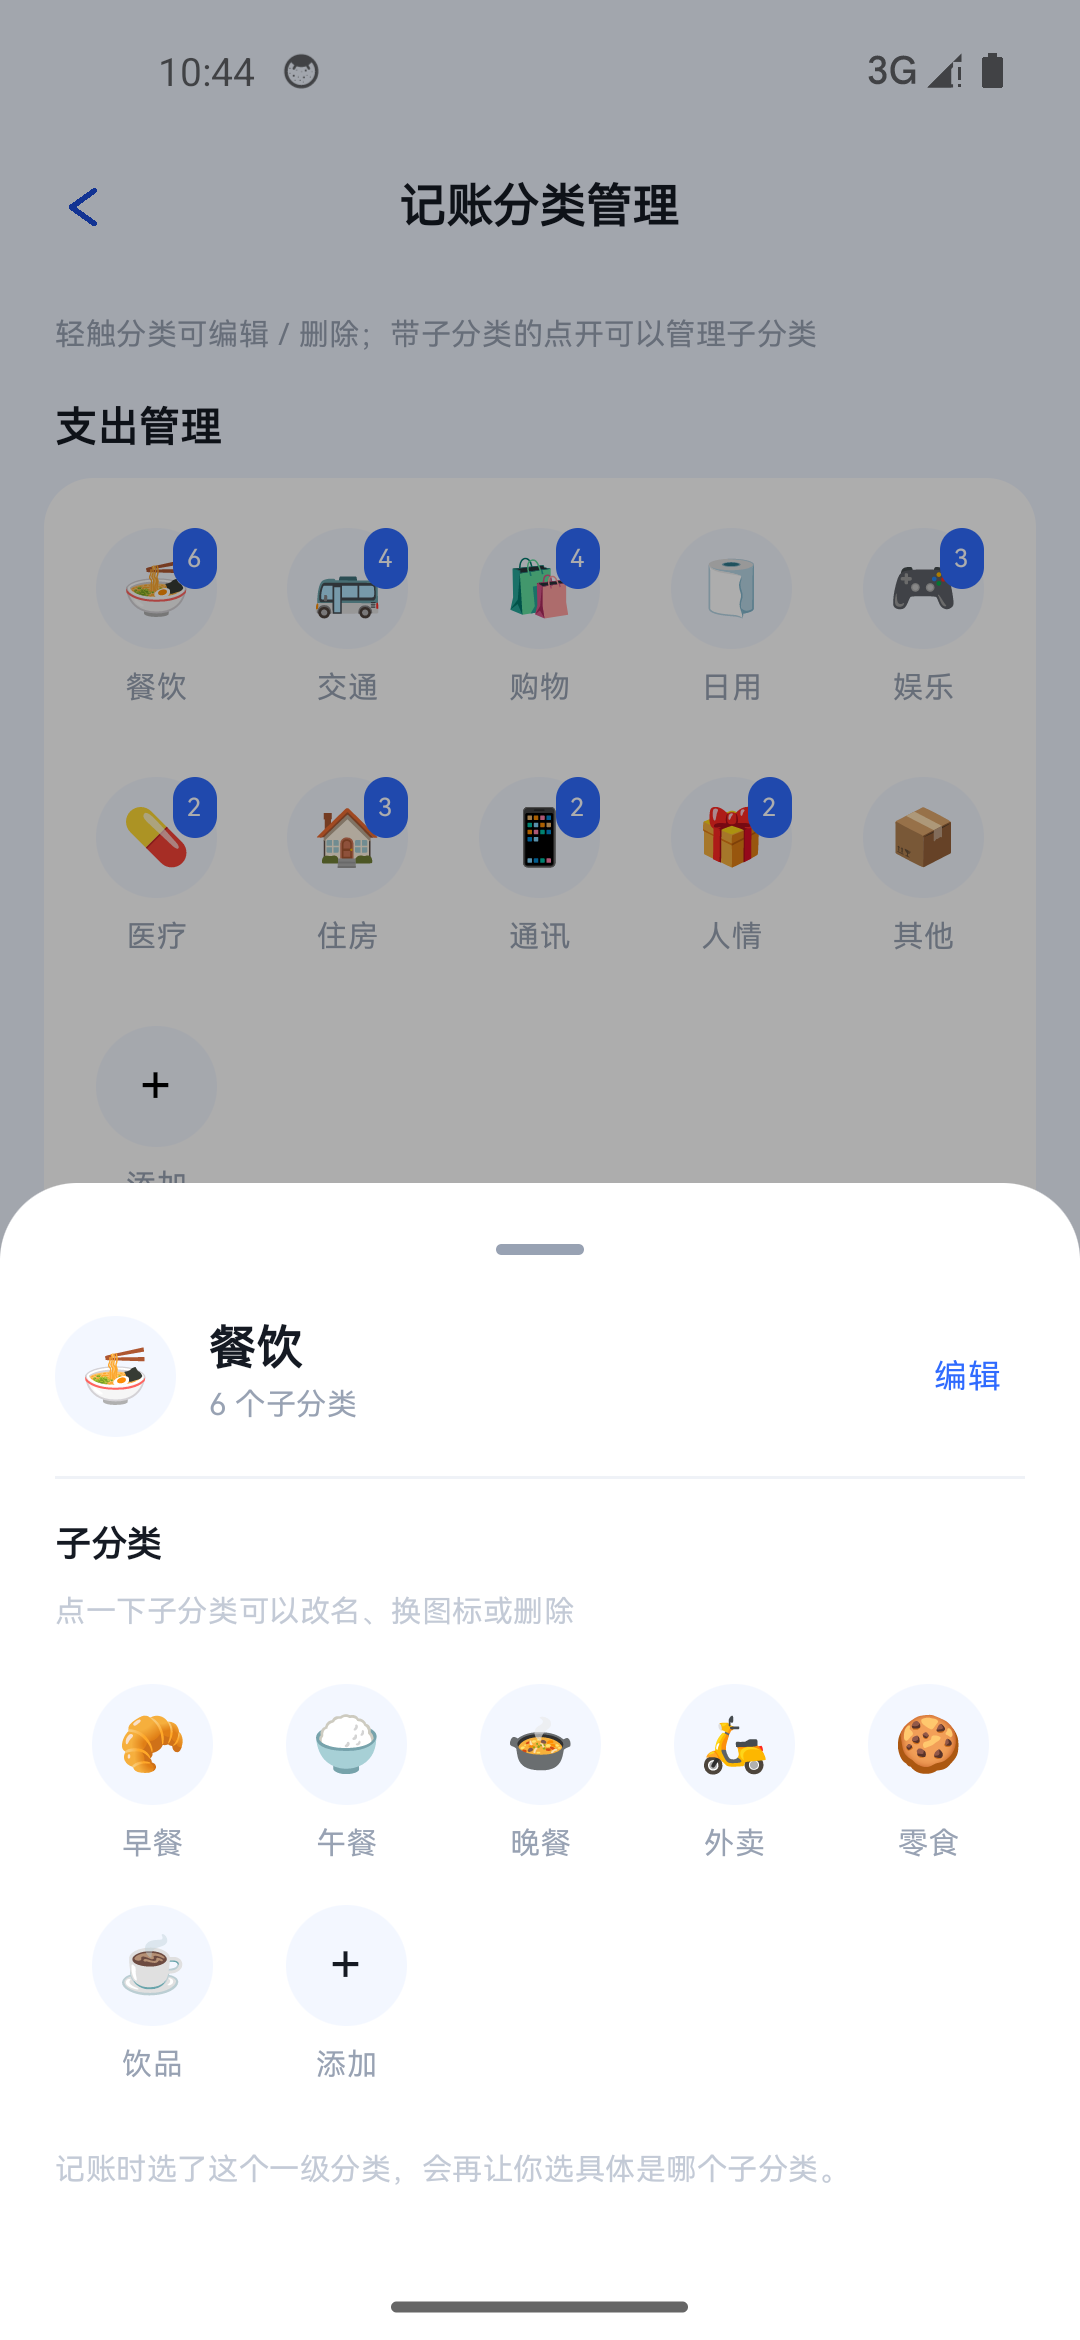 10:44
3G
记账分类管理
轻触分类可编辑 / 删除；带子分类的点开可以管理子分类
支出管理
6 4 4 3
餐饮 交通 购物 日用 娱乐
2 3 2 2
医疗 住房 通讯 人情 其他
+
添加
餐饮
6 个子分类
编辑
子分类
点一下子分类可以改名、换图标或删除
早餐 午餐 晚餐 外卖 零食
+
饮品 添加
记账时选了这个一级分类，会再让你选具体是哪个子分类。